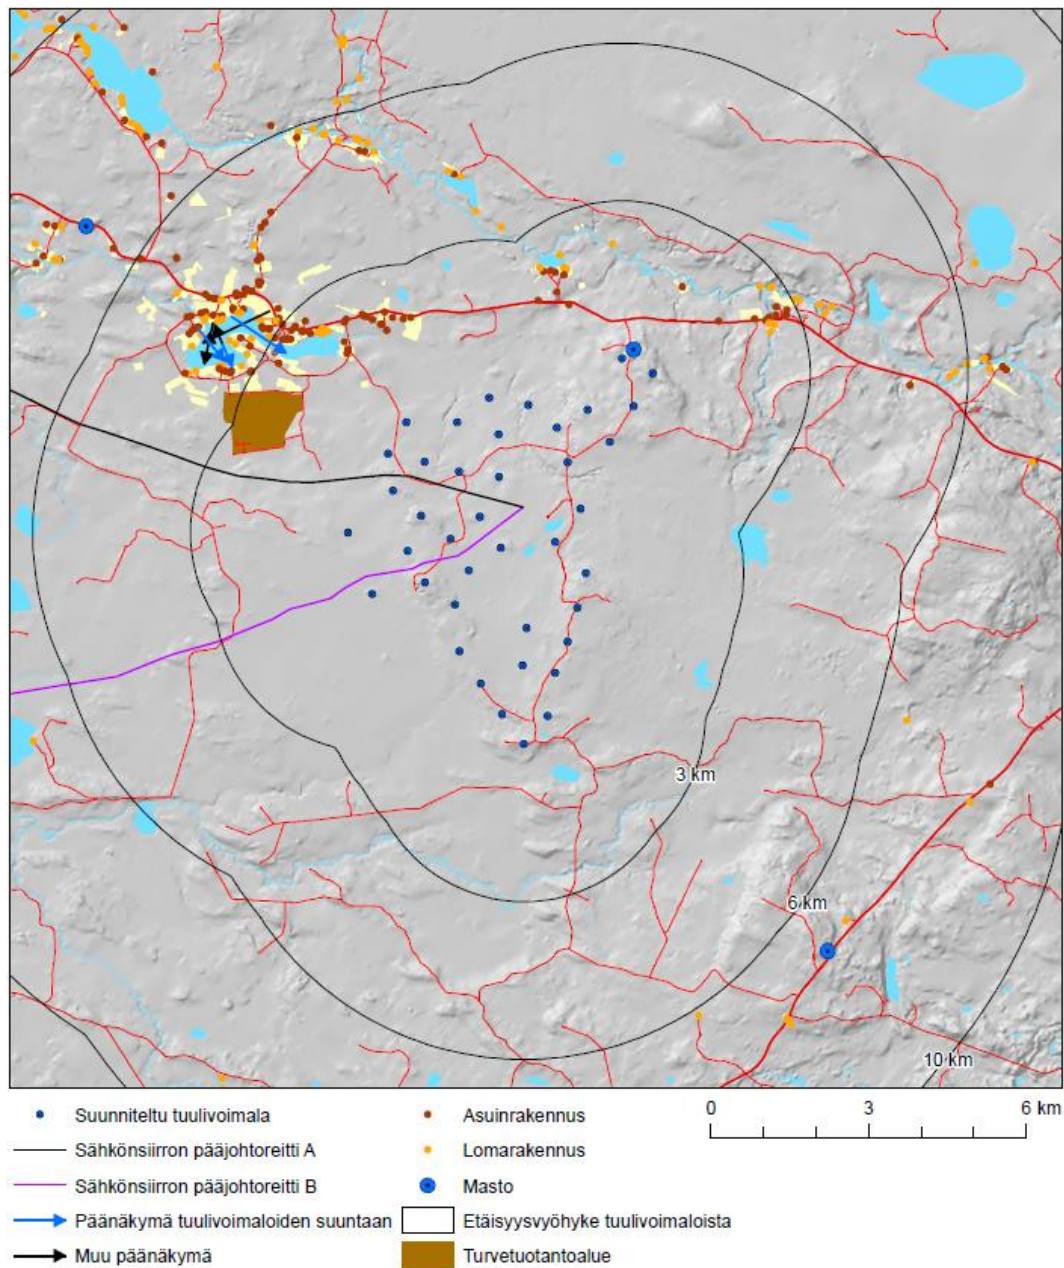 3 km
6 km
10 km
Suunniteltu tuulivoimala
Sähkönsiirron pääjohtoreitti A
Sähkönsiirron pääjohtoreitti B
Päänäkymä tuulivoimaloiden suuntaan
Muu päänäkymä
Asuinrakennus
Lomarakennus
Masto
Etäisyysvyöhyke tuulivoimaloista
Turvetuotantoalue
0 3 6 km